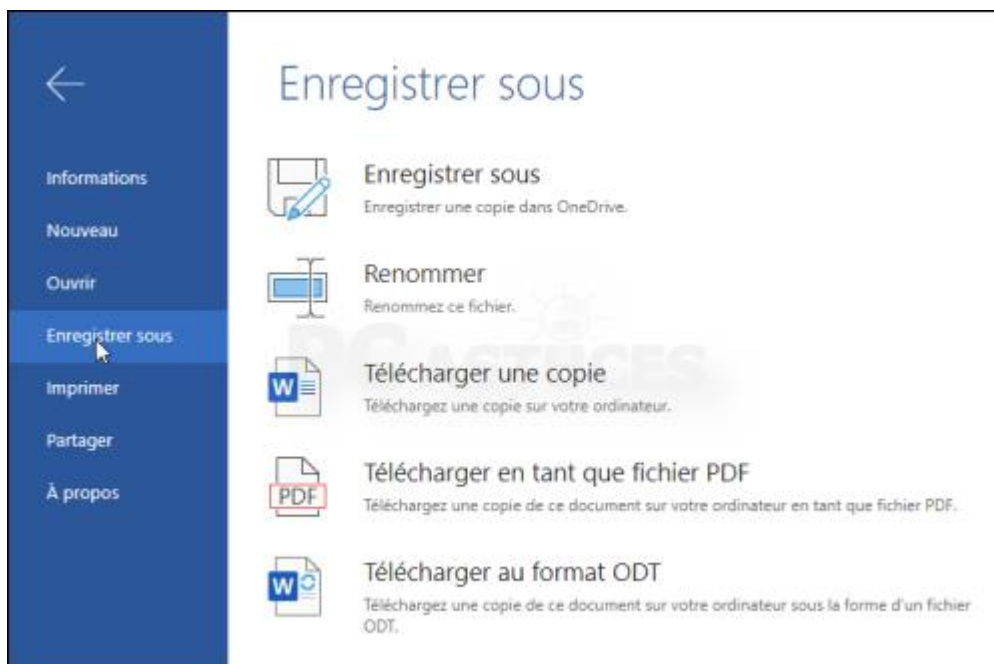 Enregistrer sous
Informations
Nouveau
Ouvrir
Enregistrer sous
Imprimer
Partager
À propos
Enregistrer sous
Enregistrer une copie dans OneDrive.
Renommer
Renommez ce fichier.
PC ASTUCES
Télécharger une copie
Téléchargez une copie sur votre ordinateur.
PDF
Télécharger en tant que fichier PDF
Téléchargez une copie de ce document sur votre ordinateur en tant que fichier PDF.
W
Télécharger au format ODT
Téléchargez une copie de ce document sur votre ordinateur sous la forme d'un fichier
ODT.